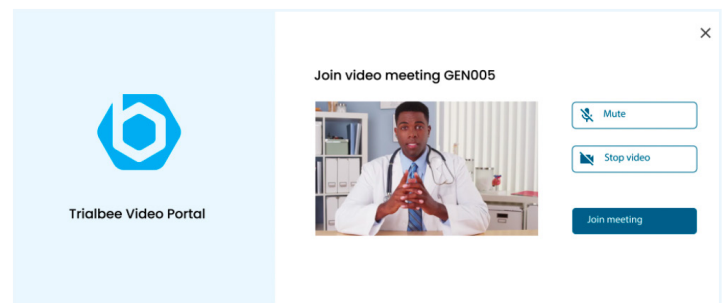 Join video meeting GEN005
Mute
Stop video
Trialbee Video Portal
Join meeting